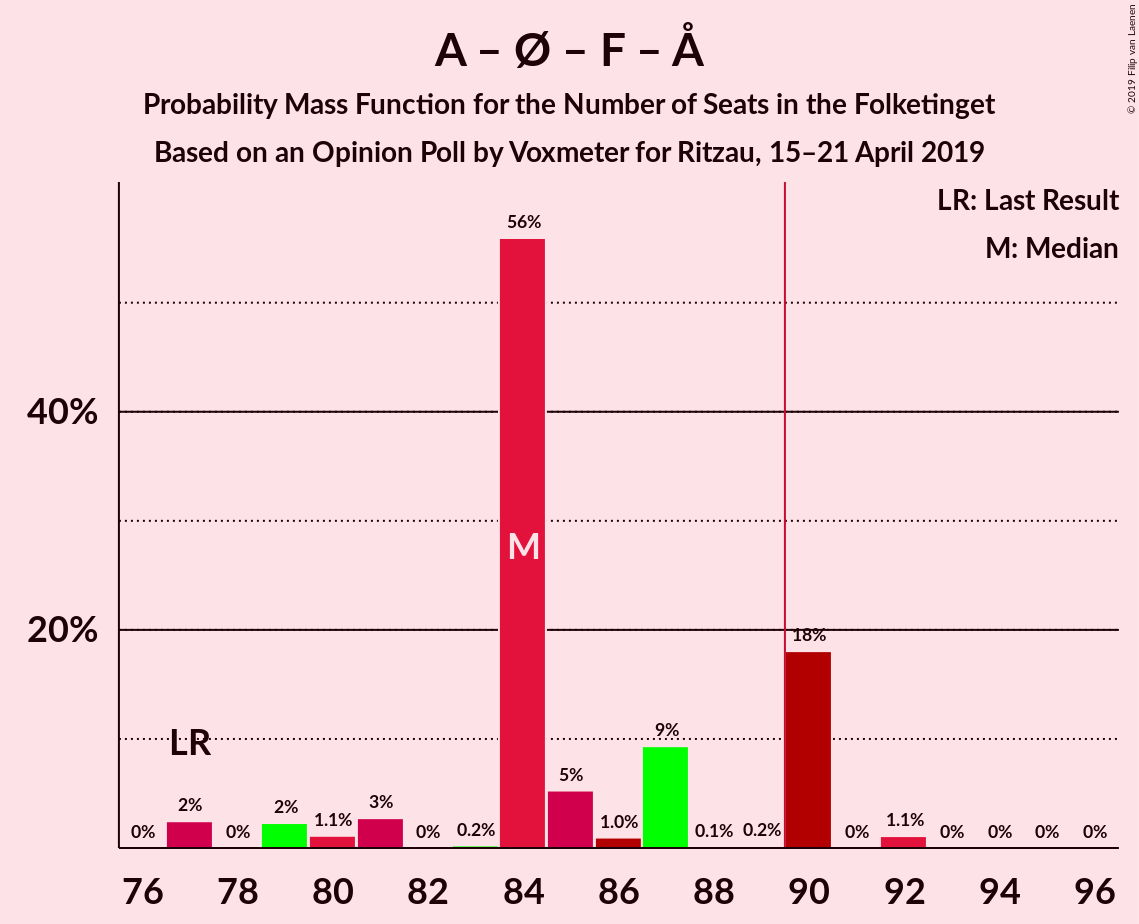 A – Ø – F – Å
Probability Mass Function for the Number of Seats in the Folketinget
Based on an Opinion Poll by Voxmeter for Ritzau, 15–21 April 2019
© 2019 Filip van Laenen
LR: Last Result
M: Median
56%
40%
M
20%
18%
LR
9%
5%
2%
2%
3%
1.1%
1.0%
1.1%
0%
0%
0%
0.2%
0.1%
0.2%
0%
0%
0%
0%
0%
76 78 80 82 84 86 88 90 92 94 96